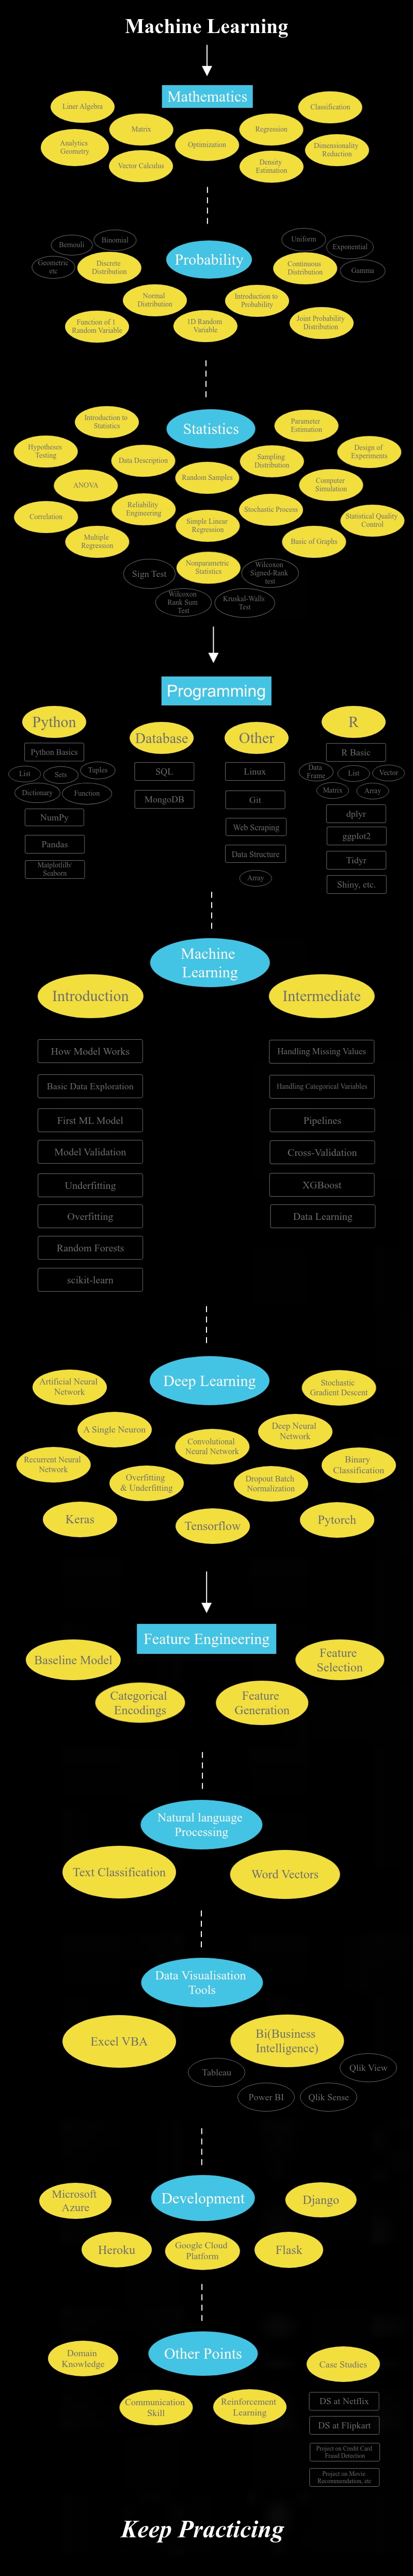 Machine Learning
Mathematics
Liner Algebra
Matrix
Regression
Classification
Analytics
Geometry
Optimization
Dimensionality
Reduction
Vector Calculus
Density
Estimation
Probability
Bernouli
Binomial
Uniform
Exponential
Geometric
etc
Discrete
Distribution
Continuous
Distribution
Gamma
Normal
Distribution
Introduction to
Probability
Function of 1
Random Variable
1D Random
Variable
Joint Probability
Distribution
Statistics
Introduction to
Statistics
Parameter
Estimation
Hypotheses
Testing
Data Description
Sampling
Distribution
Design of
Experiments
ANOVA
Random Samples
Computer
Simulation
Correlation
Reliability
Engineering
Simple Linear
Regression
Stochastic Process
Statistical Quality
Control
Multiple
Regression
Basic of Graphs
Sign Test
Nonparametric
Statistics
Wilcoxon
Signed-Rank
test
Wilcoxon
Rank Sum
Test
Kruskal-Walls
Test
Programming
Python
Database
Other
R
Python Basics
List
Sets
Tuples
Dictionary
Function
NumPy
Pandas
Matplotlilb/
Seaborn
SQL
MongoDB
Linux
Git
Web Scraping
Data Structure
Array
R Basic
Data
Frame
List
Vector
Matrix
Array
dplyr
ggplot2
Tidyr
Shiny, etc.
Machine
Learning
Introduction
Intermediate
How Model Works
Basic Data Exploration
First ML Model
Model Validation
Underfitting
Overfitting
Random Forests
scikit-learn
Handling Missing Values
Handling Categorical Variables
Pipelines
Cross-Validation
XGBoost
Data Learning
Deep Learning
Artificial Neural
Network
Stochastic
Gradient Descent
A Single Neuron
Convolutional
Neural Network
Deep Neural
Network
Recurrent Neural
Network
Overfitting
& Underfitting
Dropout Batch
Normalization
Binary
Classification
Keras
Tensorflow
Pytorch
Feature Engineering
Baseline Model
Feature
Selection
Categorical
Encodings
Feature
Generation
Natural language
Processing
Text Classification
Word Vectors
Data Visualisation
Tools
Excel VBA
Bi(Business
Intelligence)
Tableau
Power BI
Qlik Sense
Qlik View
Development
Microsoft
Azure
Django
Heroku
Google Cloud
Platform
Flask
Other Points
Domain
Knowledge
Case Studies
Communication
Skill
Reinforcement
Learning
DS at Netflix
DS at Flipkart
Project on Credit Card
Fraud Detection
Project on Movie
Recommendation, etc
Keep Practicing